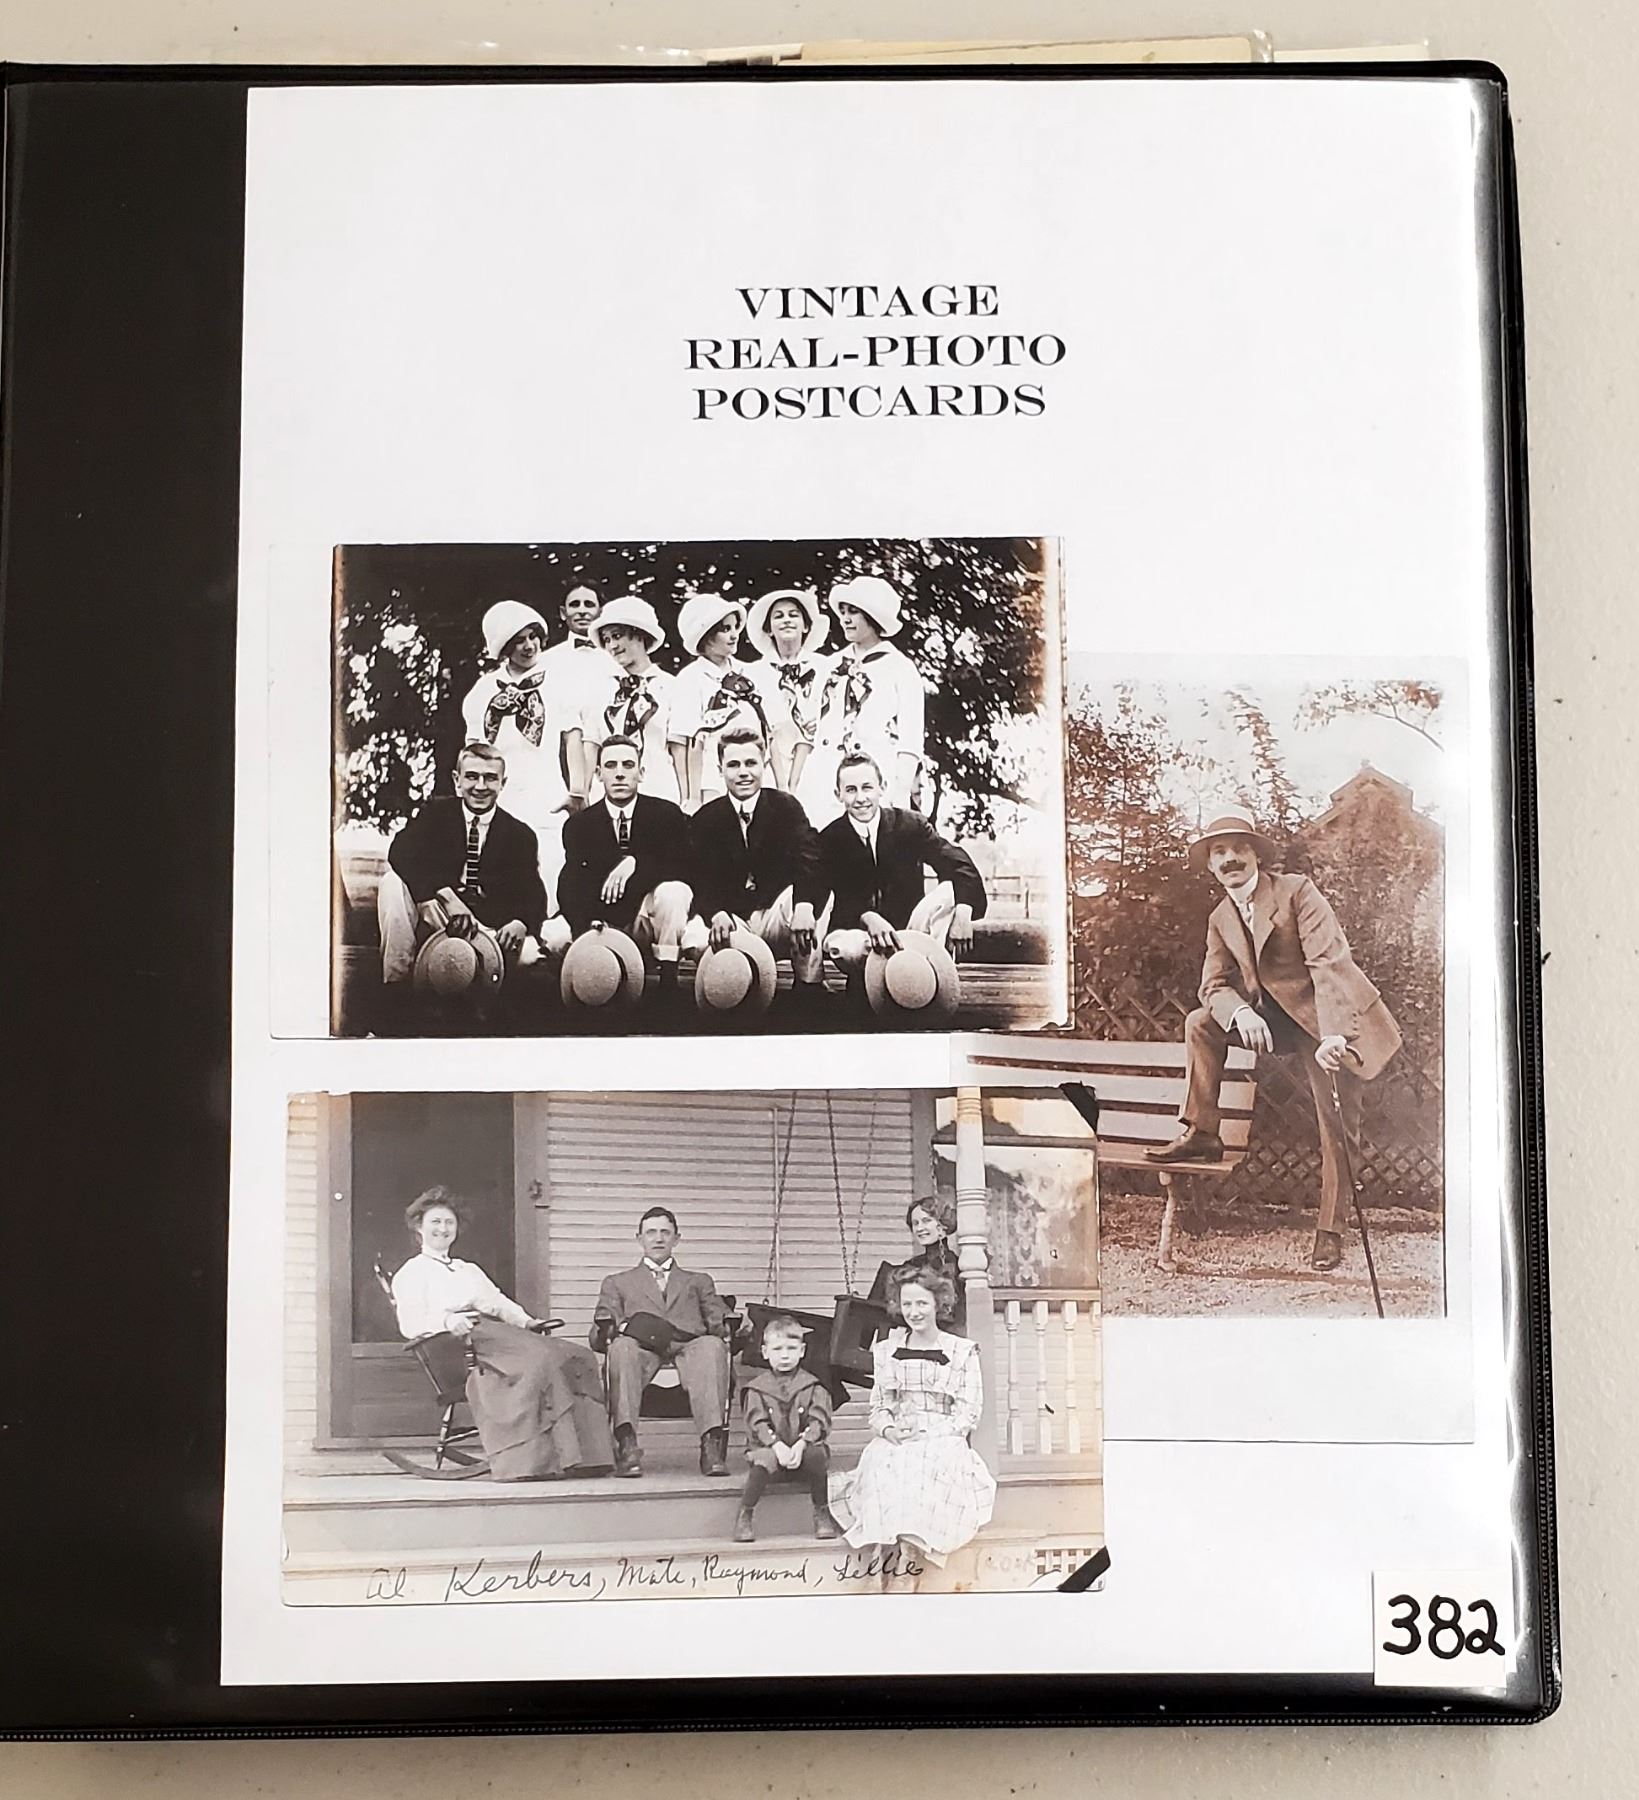 VINTAGE
REAL-PHOTO
POSTCARDS
Al. Kerbers, Mate, Raymond, Lillie
382